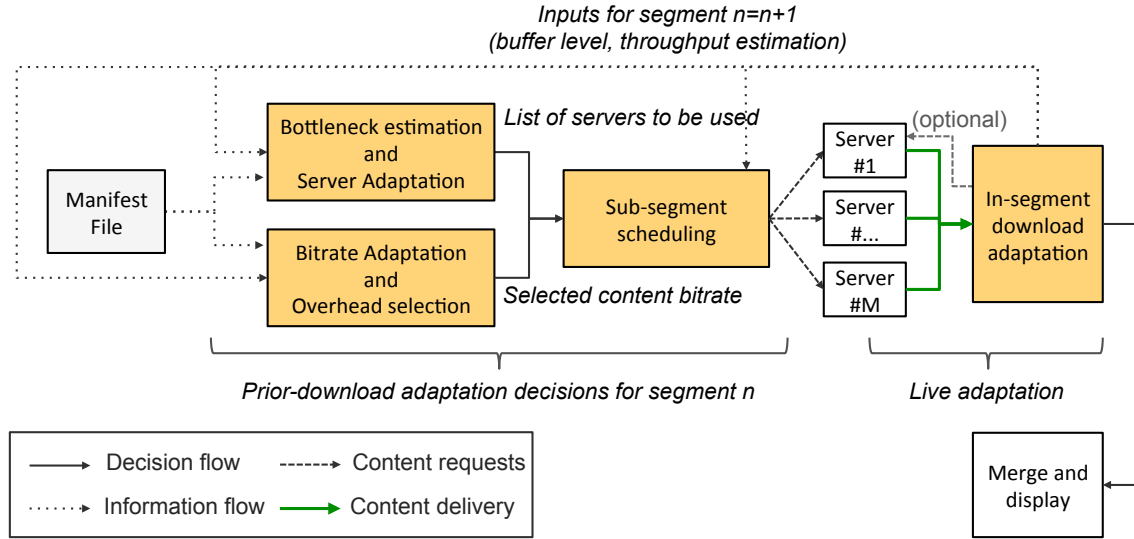 Inputs for segment n=n+1
(buffer level, throughput estimation)
Bottleneck estimation
and
Server Adaptation
List of servers to be used
(optional)
Server
#1
Manifest
File
Sub-segment
scheduling
Server
#...
In-segment
download
adaptation
Bitrate Adaptation
and
Overhead selection
Selected content bitrate
Server
#M
Prior-download adaptation decisions for segment n
Live adaptation
Decision flow
Content requests
Information flow
Content delivery
Merge and
display